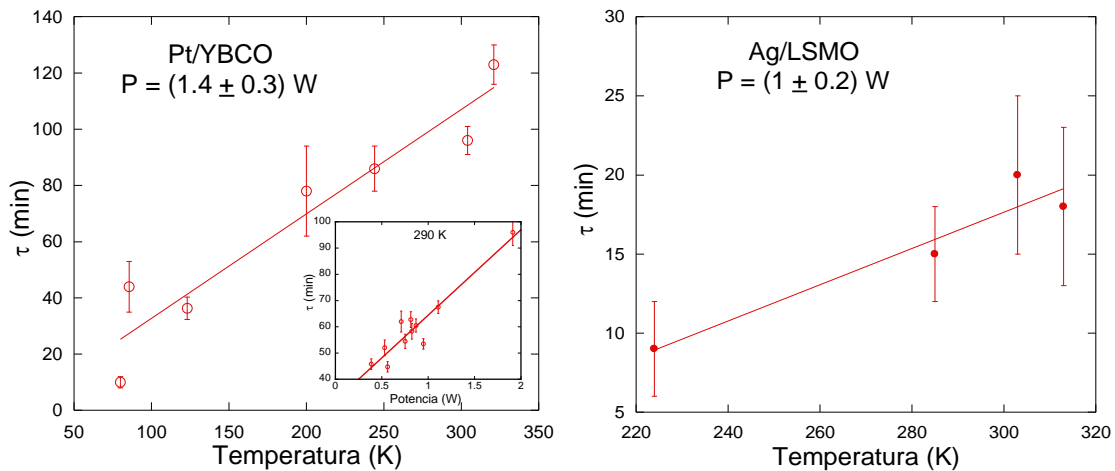 140
120
100
80
60
40
20
0
τ (min)
Pt/YBCO
P = (1.4 ± 0.3) W
50 100 150 200 250 300 350
Temperatura (K)
100
90
80
70
60
50
40
τ (min)
290 K
0 0.5 1 1.5 2
Potencia (W)
30
25
20
15
10
5
τ (min)
Ag/LSMO
P = (1 ± 0.2) W
220 240 260 280 300 320
Temperatura (K)